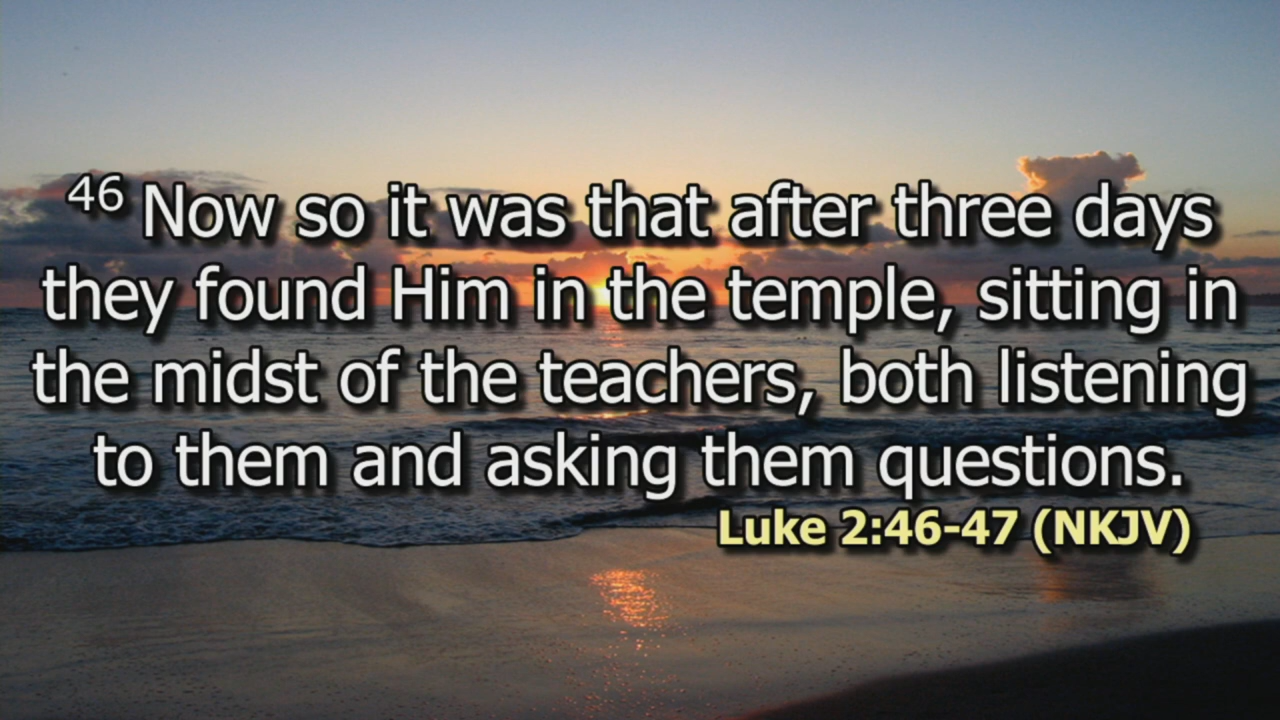 46 Now so it was that after three days
they found Him in the temple, sitting in
the midst of the teachers, both listening
to them and asking them questions.
Luke 2:46-47 (NKJV)